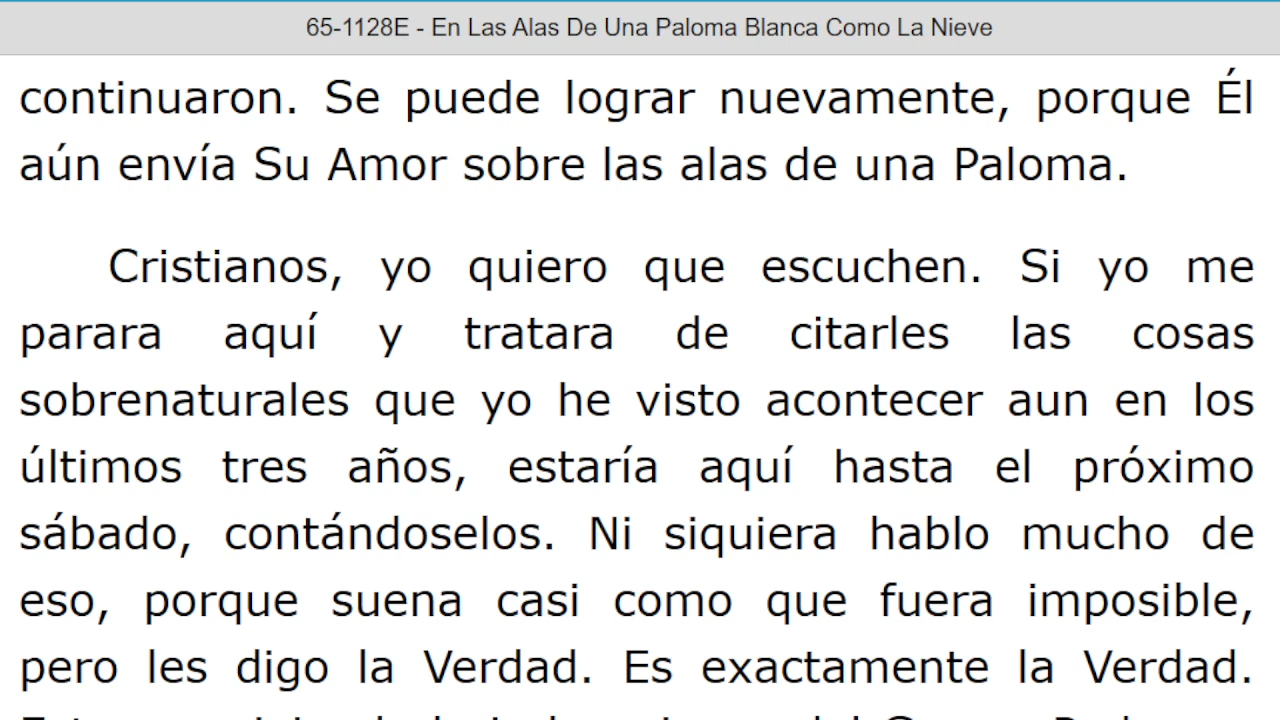 65-1128E - En Las Alas De Una Paloma Blanca Como La Nieve
continuaron. Se puede lograr nuevamente, porque Él
aún envía Su Amor sobre las alas de una Paloma.
Cristianos, yo quiero que escuchen. Si yo me
parara aquí y tratara de citarles las cosas
sobrenaturales que yo he visto acontecer aun en los
últimos tres años, estaría aquí hasta el próximo
sábado, contándoselos. Ni siquiera hablo mucho de
eso, porque suena casi como que fuera imposible,
pero les digo la Verdad. Es exactamente la Verdad.